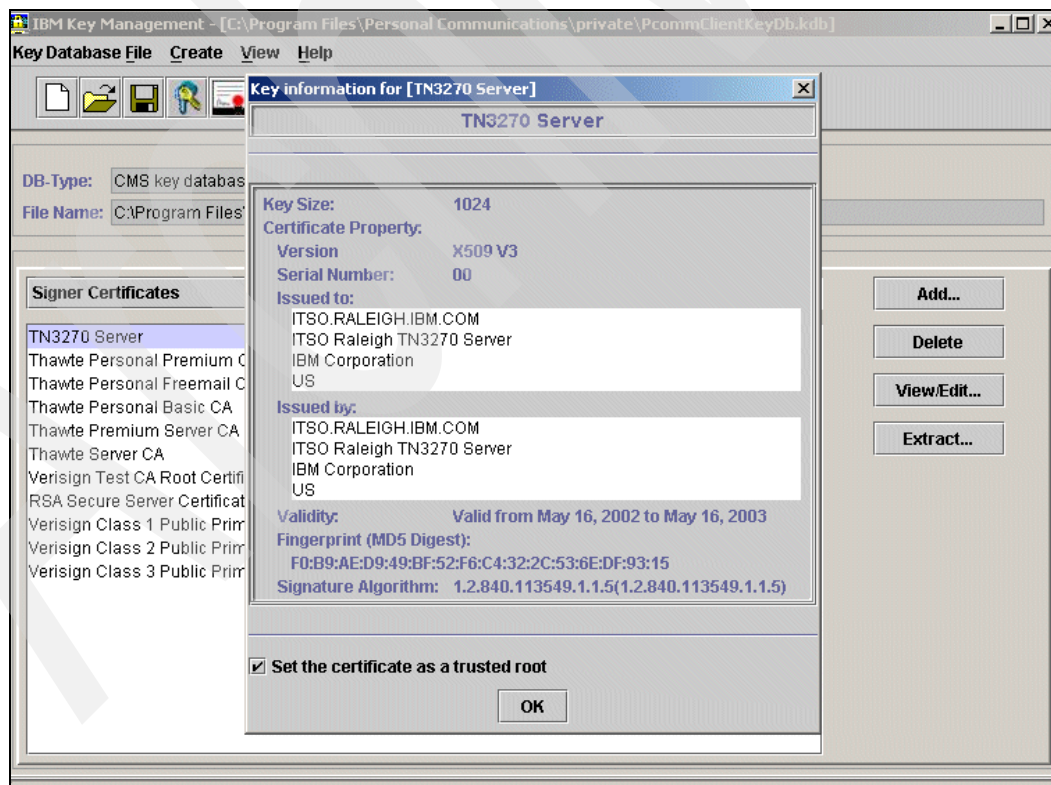 IBM Key Management - [C:\Program Files\Personal Communications\private\PcommClientKeyDb.kdb]
Key Database File Create View Help
Key information for [TN3270 Server]
TN3270 Server
DB-Type: CMS key databas
File Name: C:\Program Files\
Key Size: 1024
Certificate Property:
Version X509 V3
Serial Number: 00
Issued to:
ITSO.RALEIGH.IBM.COM
ITSO Raleigh TN3270 Server
IBM Corporation
US
Issued by:
ITSO.RALEIGH.IBM.COM
ITSO Raleigh TN3270 Server
IBM Corporation
US
Validity: Valid from May 16, 2002 to May 16, 2003
Fingerprint (MD5 Digest):
F0:B9:AE:D9:49:BF:52:F6:C4:32:2C:53:6E:DF:93:15
Signature Algorithm: 1.2.840.113549.1.1.5(1.2.840.113549.1.1.5)
Set the certificate as a trusted root
OK
Signer Certificates
TN3270 Server
Thawte Personal Premium C
Thawte Personal Freemail C
Thawte Personal Basic CA
Thawte Premium Server CA
Thawte Server CA
Verisign Test CA Root Certifi
RSA Secure Server Certificat
Verisign Class 1 Public Prim
Verisign Class 2 Public Prim
Verisign Class 3 Public Prim
Add...
Delete
View/Edit...
Extract...